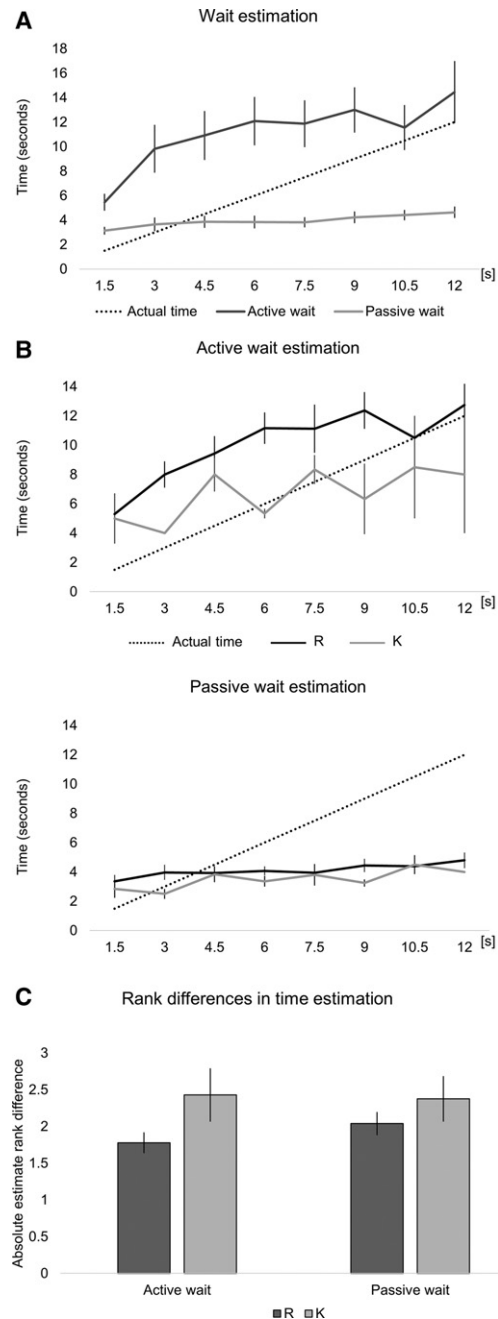 A
Wait estimation
Time (seconds)
18
16
14
12
10
8
6
4
2
0
1.5 3 4.5 6 7.5 9 10.5 12 [s]
Actual time Active wait Passive wait
B
Active wait estimation
Time (seconds)
14
12
10
8
6
4
2
0
1.5 3 4.5 6 7.5 9 10.5 12 [s]
Actual time R K
Passive wait estimation
Time (seconds)
14
12
10
8
6
4
2
0
1.5 3 4.5 6 7.5 9 10.5 12 [s]
C
Rank differences in time estimation
Absolute estimate rank difference
3
2.5
2
1.5
1
0.5
0
Active wait Passive wait
R K